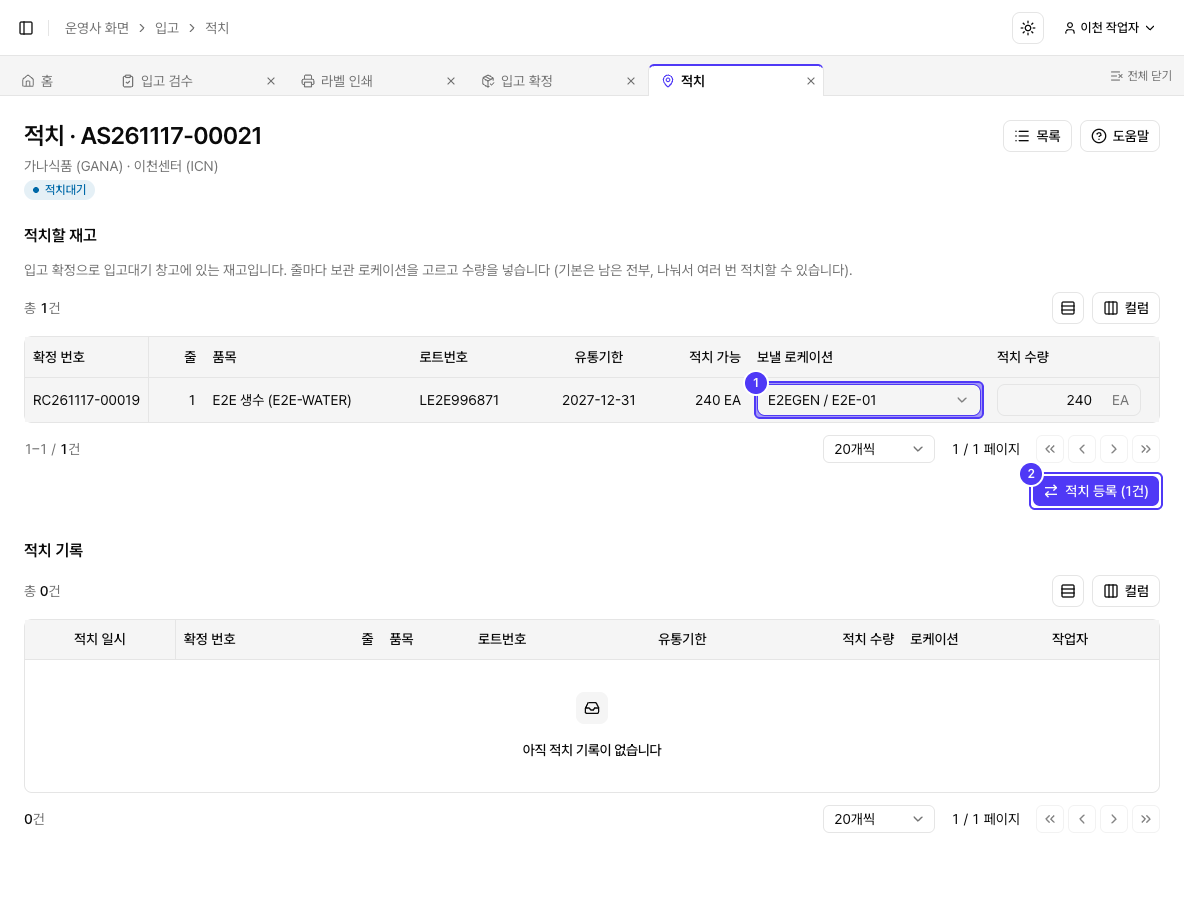 운영사 화면 > 입고 > 적치
이천 작업자
홈
입고 검수
라벨 인쇄
입고 확정
적치
전체 닫기
적치 · AS261117-00021
목록
도움말
가나식품 (GANA) · 이천센터 (ICN)
적치대기
적치할 재고
입고 확정으로 입고대기 창고에 있는 재고입니다. 줄마다 보관 로케이션을 고르고 수량을 넣습니다 (기본은 남은 전부, 나눠서 여러 번 적치할 수 있습니다).
총 1건
컬럼
확정 번호 줄 품목 로트번호 유통기한 적치 가능 보낼 로케이션 적치 수량
1
RC261117-00019 1 E2E 생수 (E2E-WATER) LE2E996871 2027-12-31 240 EA E2EGEN / E2E-01 240 EA
1–1 / 1건
20개씩
1 / 1 페이지
2
적치 등록 (1건)
적치 기록
총 0건
컬럼
적치 일시 확정 번호 줄 품목 로트번호 유통기한 적치 수량 로케이션 작업자
아직 적치 기록이 없습니다
0건
20개씩
1 / 1 페이지